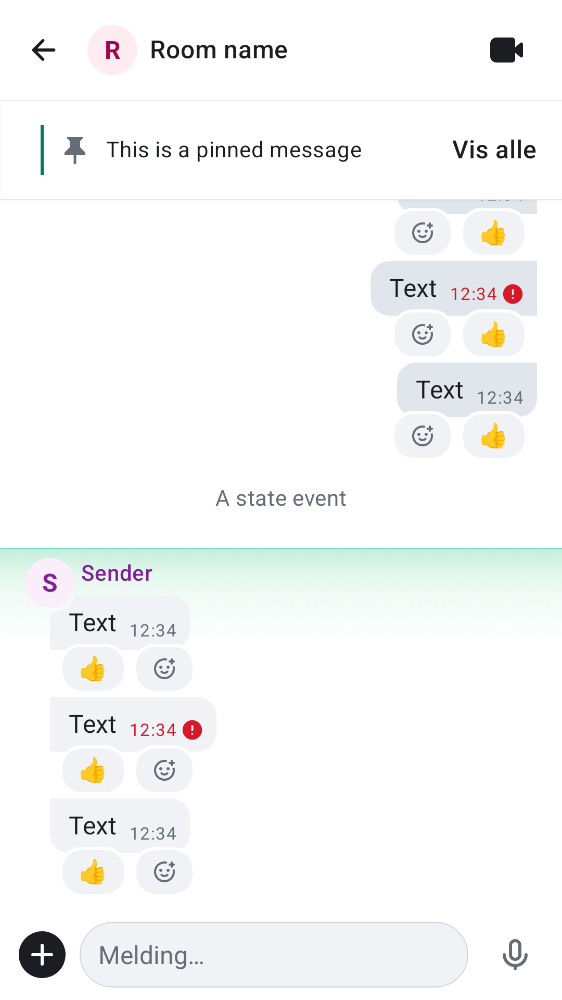 R Room name
This is a pinned message Vis alle
Text 12:34
Text 12:34
A state event
S Sender
Text 12:34
Text 12:34
Text 12:34
Melding…